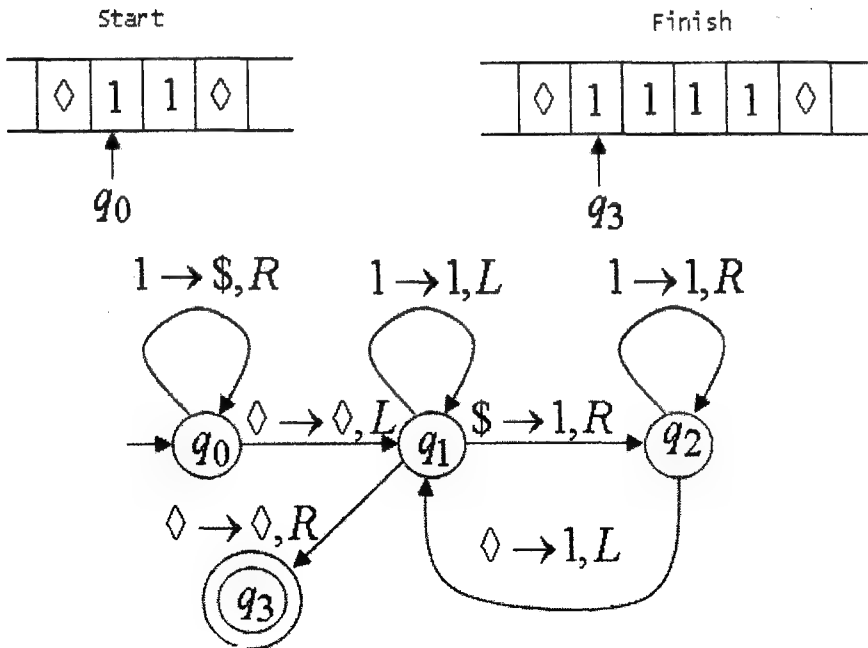 Start Finish
◊ 1 1 ◊ ◊ 1 1 1 1 ◊
q0 q3
1 → $, R 1 → 1, L 1 → 1, R
q0 ◊ → ◊, L q1 $ → 1, R q2
◊ → ◊, R ◊ → 1, L
q3